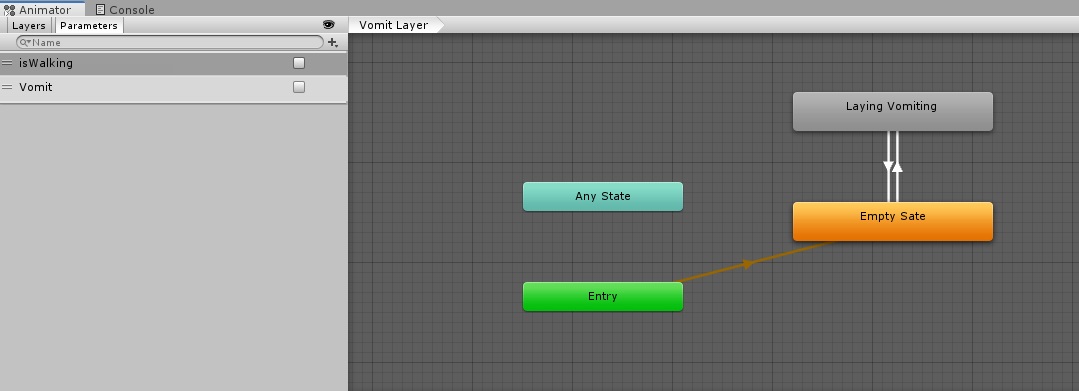 Animator Console
Layers Parameters
Name
isWalking
Vomit
Vomit Layer
Laying Vomiting
Any State
Empty Sate
Entry